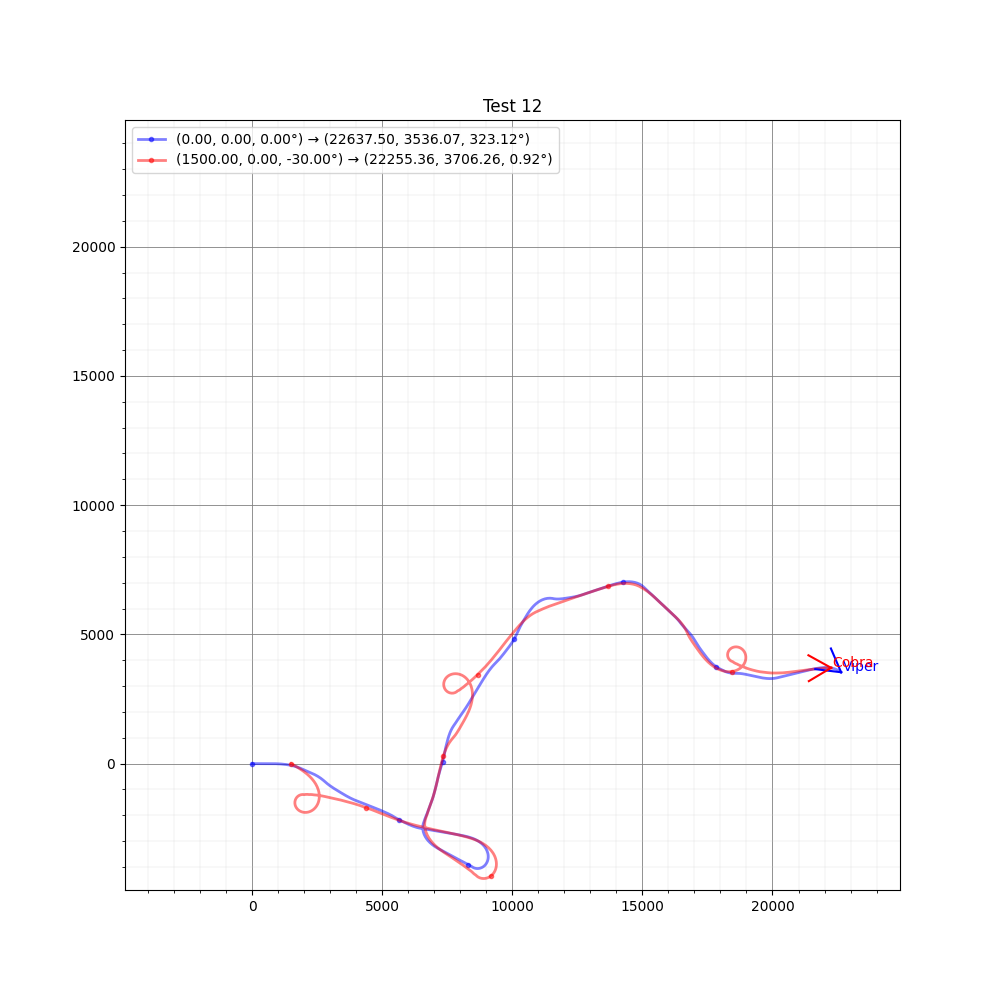 Test 12
(0.00, 0.00, 0.00°) → (22637.50, 3536.07, 323.12°)
(1500.00, 0.00, -30.00°) → (22255.36, 3706.26, 0.92°)
20000
15000
10000
5000
0
Cobra
Viper
0 5000 10000 15000 20000